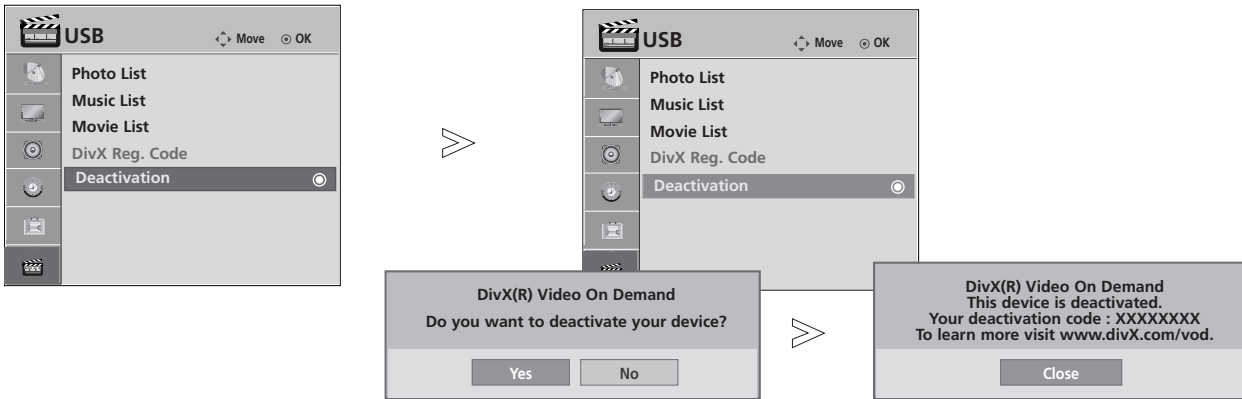 USB
Move OK
Photo List
Music List
Movie List
DivX Reg. Code
Deactivation
USB
Move OK
Photo List
Music List
Movie List
DivX Reg. Code
Deactivation
DivX(R) Video On Demand
Do you want to deactivate your device?
Yes No
DivX(R) Video On Demand
This device is deactivated.
Your deactivation code : XXXXXXXX
To learn more visit www.divX.com/vod.
Close